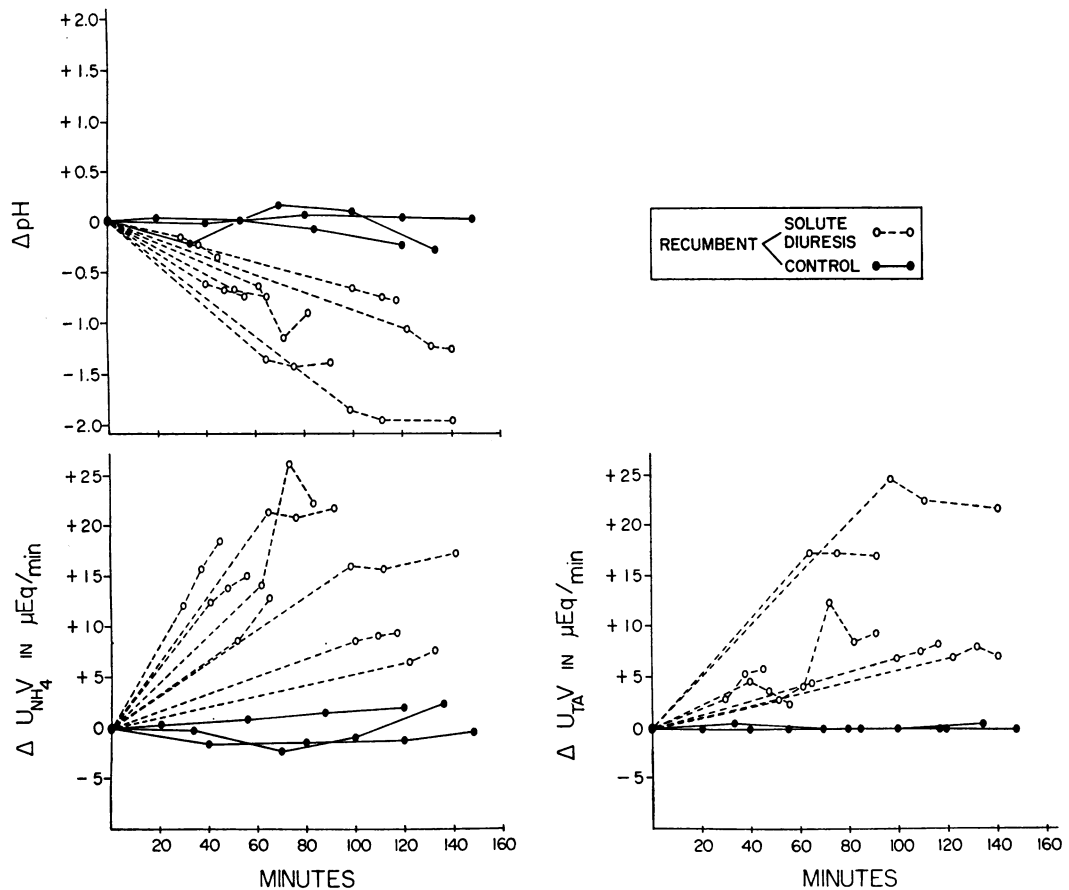 +2.0
+1.5
+1.0
+0.5
0
-0.5
-1.0
-1.5
-2.0
ΔpH
RECUMBENT
SOLUTE DIURESIS
CONTROL
+25
+20
+15
+10
+5
0
-5
Δ UNH4V IN µEq/min
20 40 60 80 100 120 140 160
MINUTES
+25
+20
+15
+10
+5
0
-5
Δ UTAV IN µEq/min
20 40 60 80 100 120 140 160
MINUTES